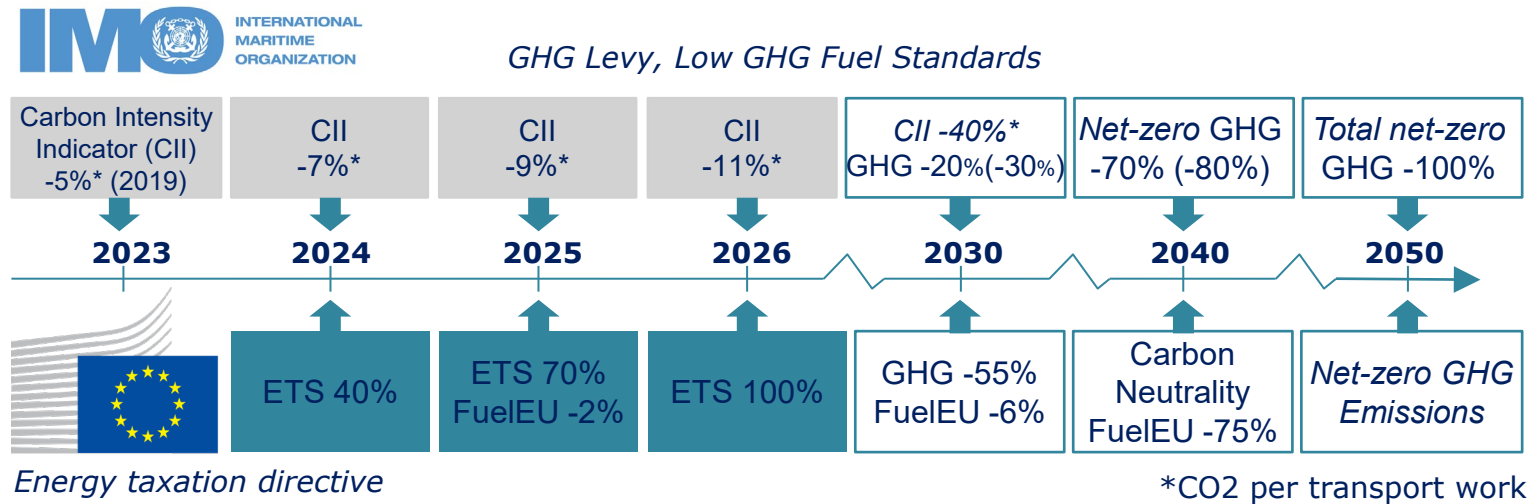 IMO
INTERNATIONAL
MARITIME
ORGANIZATION
GHG Levy, Low GHG Fuel Standards
Carbon Intensity
Indicator (CII)
-5%* (2019)
CII
-7%*
CII
-9%*
CII
-11%*
CII -40%*
GHG -20%(-30%)
Net-zero GHG
-70% (-80%)
Total net-zero
GHG -100%
2023
2024
2025
2026
2030
2040
2050
ETS 40%
ETS 70%
FuelEU -2%
ETS 100%
GHG -55%
FuelEU -6%
Carbon
Neutrality
FuelEU -75%
Net-zero GHG
Emissions
Energy taxation directive
*CO2 per transport work